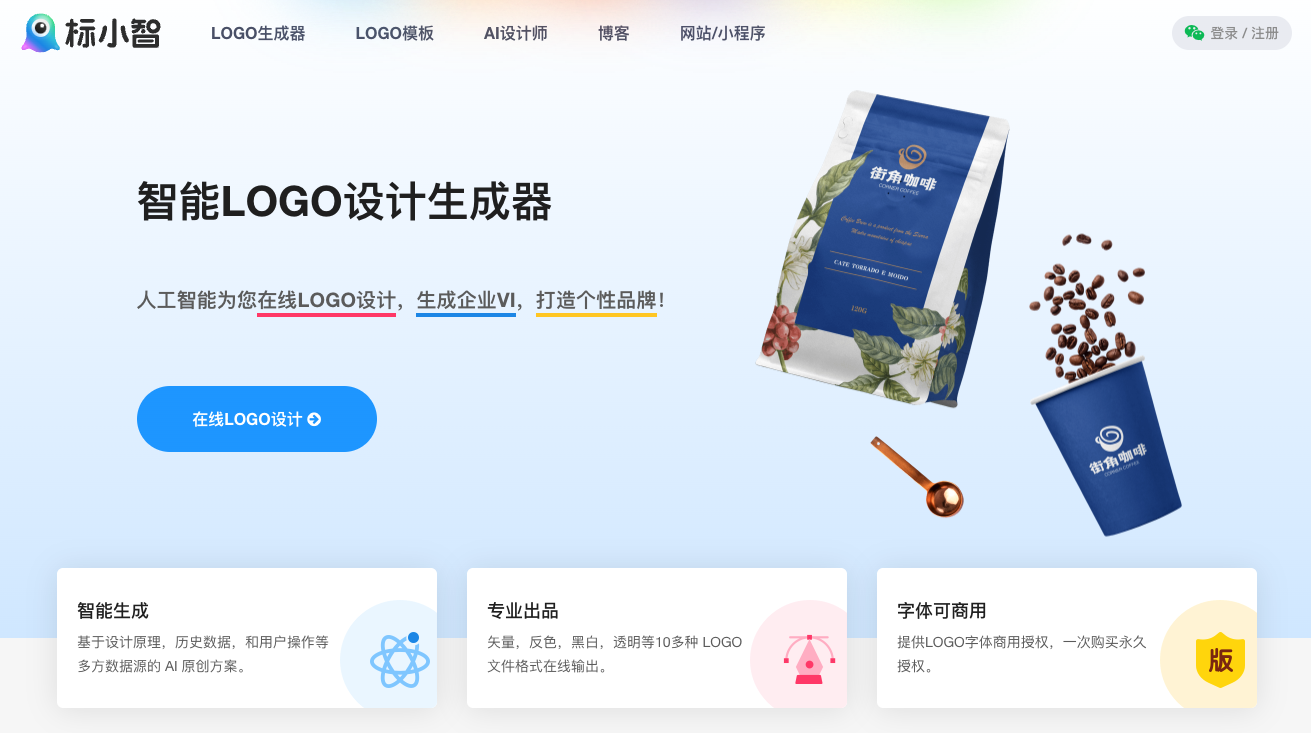 标小智
LOGO生成器
LOGO模板
AI设计师
博客
网站/小程序
登录 / 注册
智能LOGO设计生成器
人工智能为您在线LOGO设计，生成企业VI，打造个性品牌！
在线LOGO设计
街角咖啡
CORNER COFFEE
CATE TORRADO E MOIDO
120G
街角咖啡
CORNER COFFEE
智能生成
基于设计原理，历史数据，和用户操作等
多方数据源的 AI 原创方案。
专业出品
矢量，反色，黑白，透明等10多种 LOGO
文件格式在线输出。
字体可商用
提供LOGO字体商用授权，一次购买永久
授权。
版